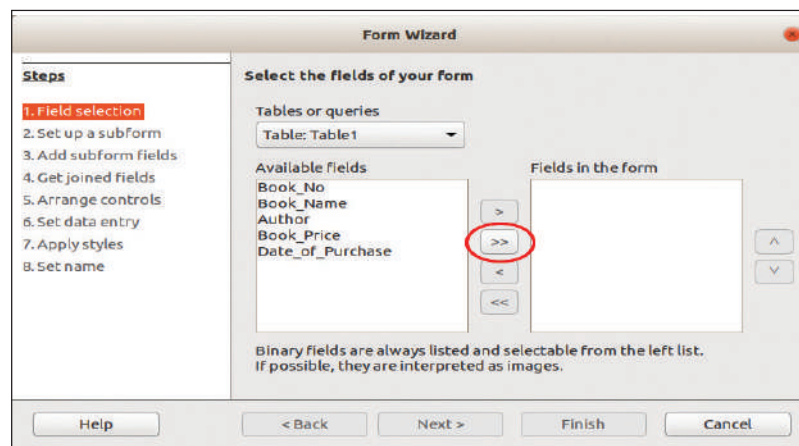 Form Wizard
Steps
1. Field selection
2. Set up a subform
3. Add subform fields
4. Get joined fields
5. Arrange controls
6. Set data entry
7. Apply styles
8. Set name
Select the fields of your form
Tables or queries
Table: Table1
Available fields
Book_No
Book_Name
Author
Book_Price
Date_of_Purchase
>
>>
<
<<
Fields in the form
Binary fields are always listed and selectable from the left list.
If possible, they are interpreted as images.
Help
< Back
Next >
Finish
Cancel